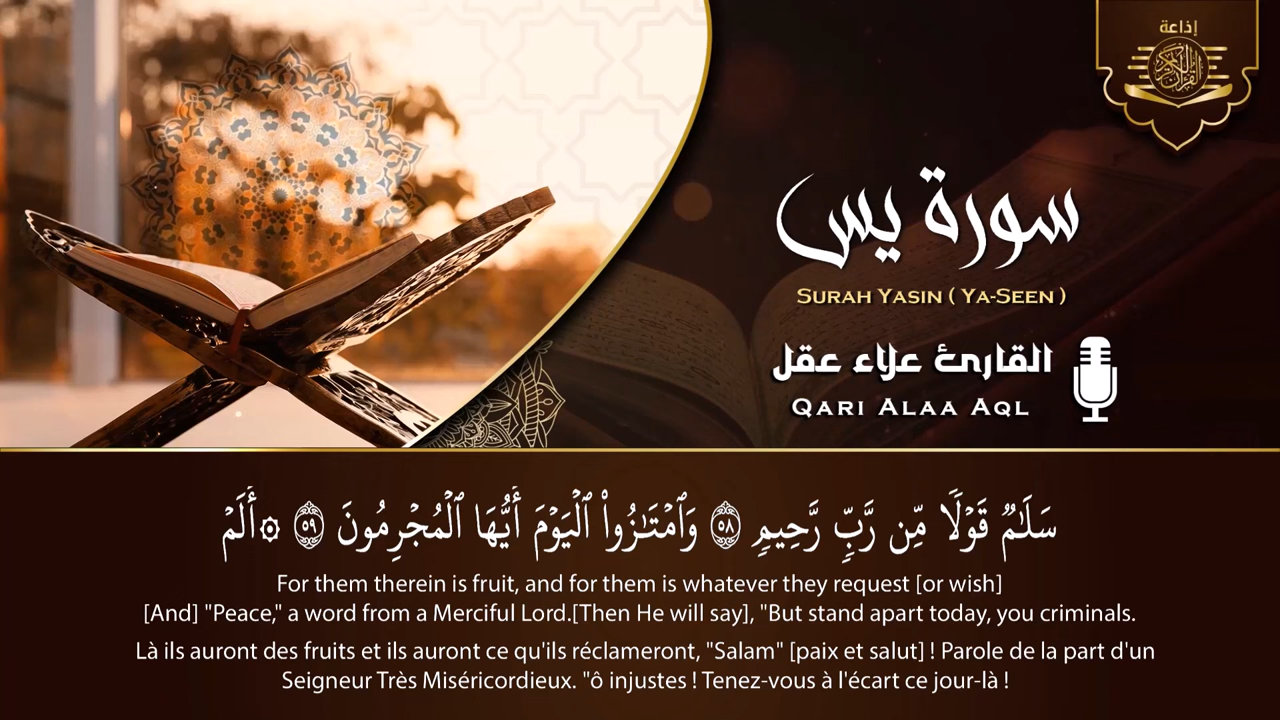 إذاعة
القرآن الكريم
سورة يس
SURAH YASIN ( YA-SEEN )
القارئ علاء عقل
QARI ALAA AQL
سَلَٰمٌ قَوْلًا مِّن رَّبٍّ رَّحِيمٍ ٥٨ وَٱمْتَٰزُوا۟ ٱلْيَوْمَ أَيُّهَا ٱلْمُجْرِمُونَ ٥٩ ۞ أَلَمْ
For them therein is fruit, and for them is whatever they request [or wish]
[And] "Peace," a word from a Merciful Lord.[Then He will say], "But stand apart today, you criminals.
Là ils auront des fruits et ils auront ce qu'ils réclameront, "Salam" [paix et salut] ! Parole de la part d'un
Seigneur Très Miséricordieux. "ô injustes ! Tenez-vous à l'écart ce jour-là !